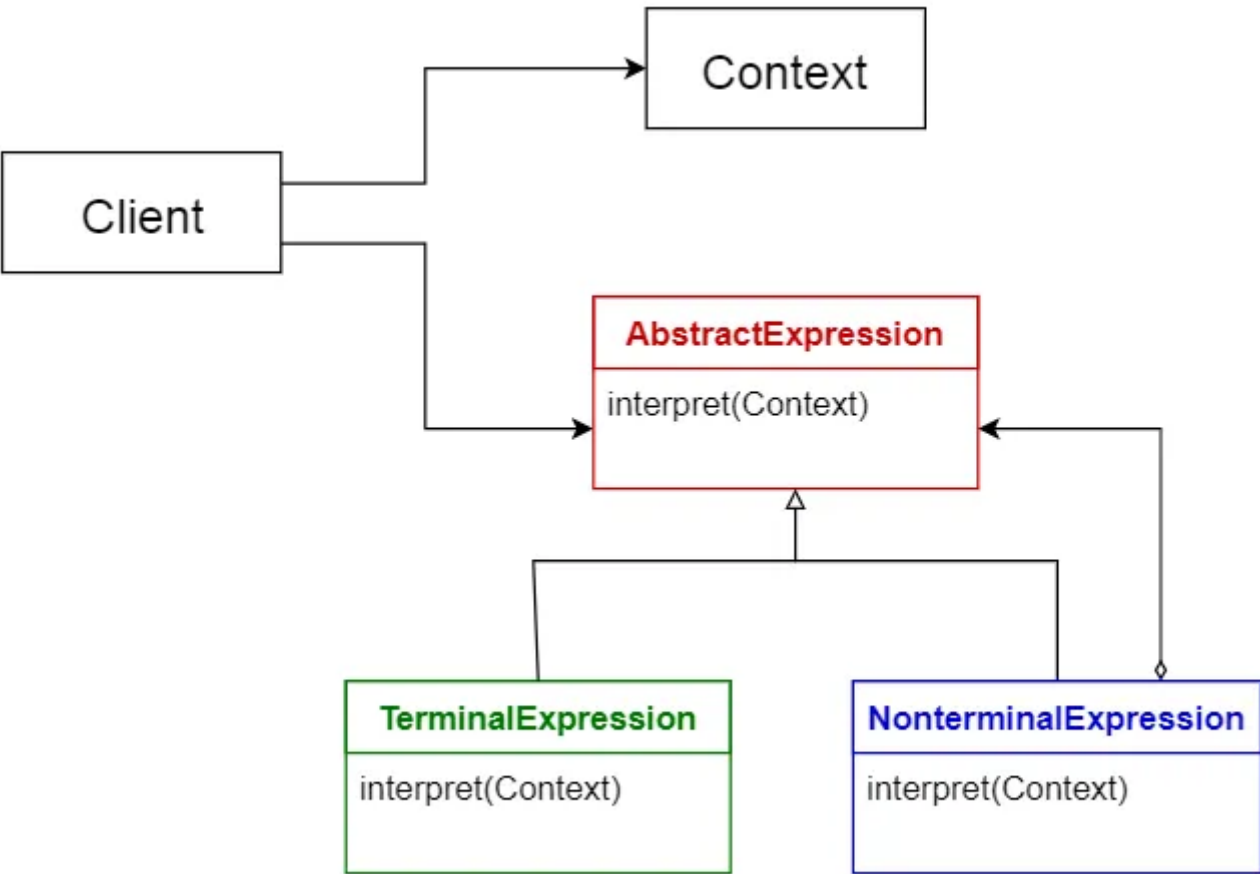 Context
Client
AbstractExpression
interpret(Context)
TerminalExpression
interpret(Context)
NonterminalExpression
interpret(Context)